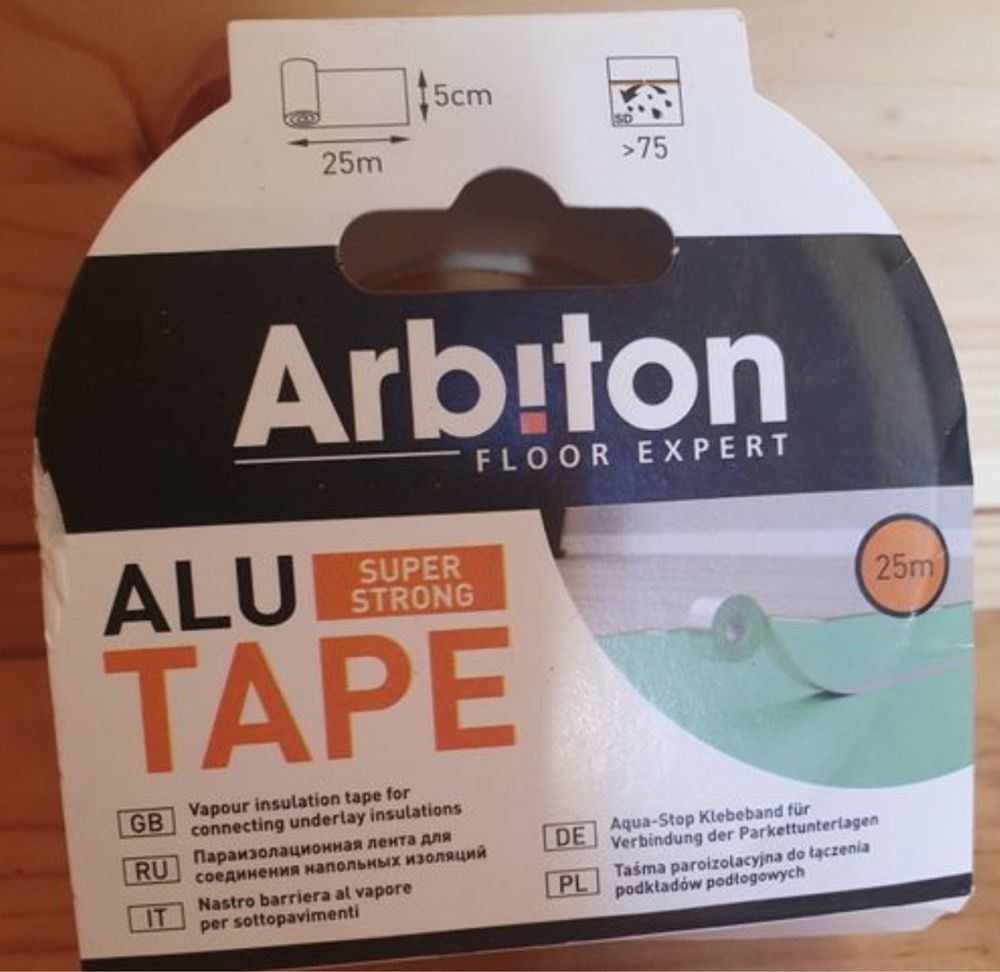 5cm
25m
SD
>75
Arbiton
FLOOR EXPERT
25m
ALU SUPER STRONG
TAPE
GB Vapour insulation tape for
connecting underlay insulations
RU Параизоляционная лента для
соединения напольных изоляций
IT Nastro barriera al vapore
per sottopavimenti
DE Aqua-Stop Klebeband für
Verbindung der Parkettunterlagen
PL Taśma paroizolacyjna do łączenia
podkładów podłogowych